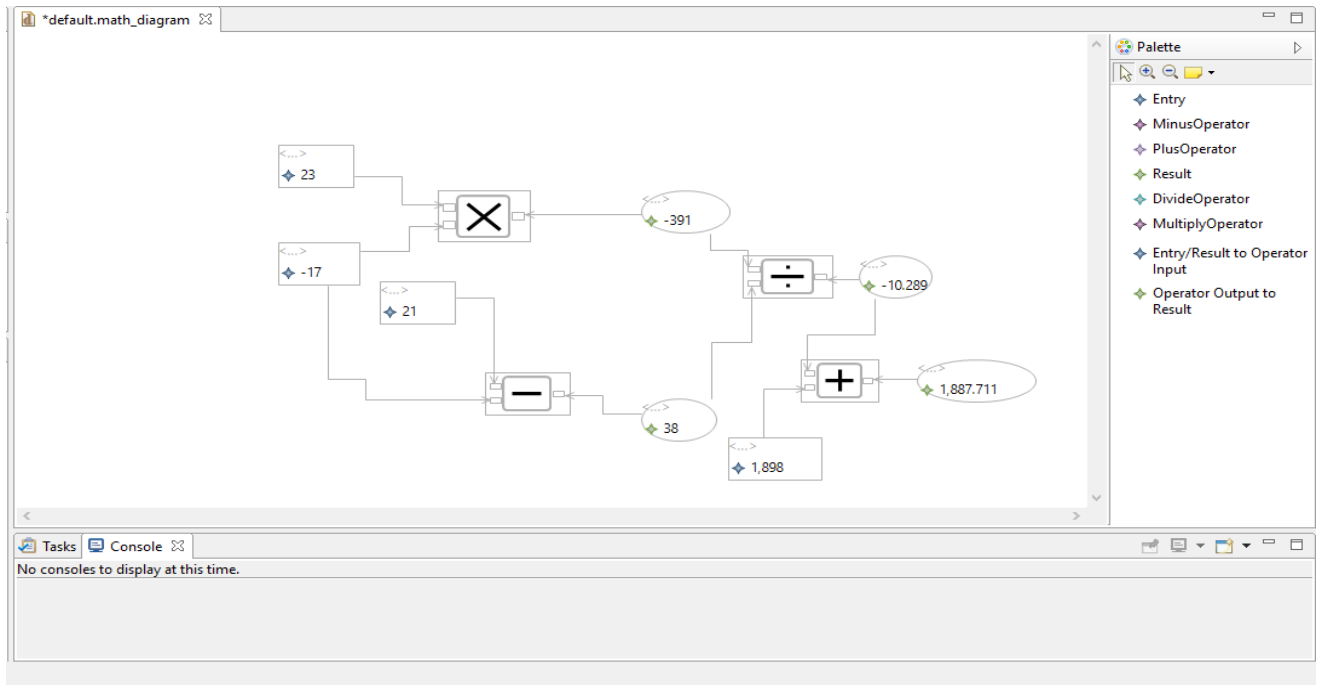 *default.math_diagram
Palette
Entry
MinusOperator
PlusOperator
Result
DivideOperator
MultiplyOperator
Entry/Result to Operator
Input
Operator Output to
Result
<...>
23
<...>
-17
<...>
21
<...>
-391
<...>
-10.289
<...>
1,887.711
<...>
38
<...>
1,898
Tasks
Console
No consoles to display at this time.